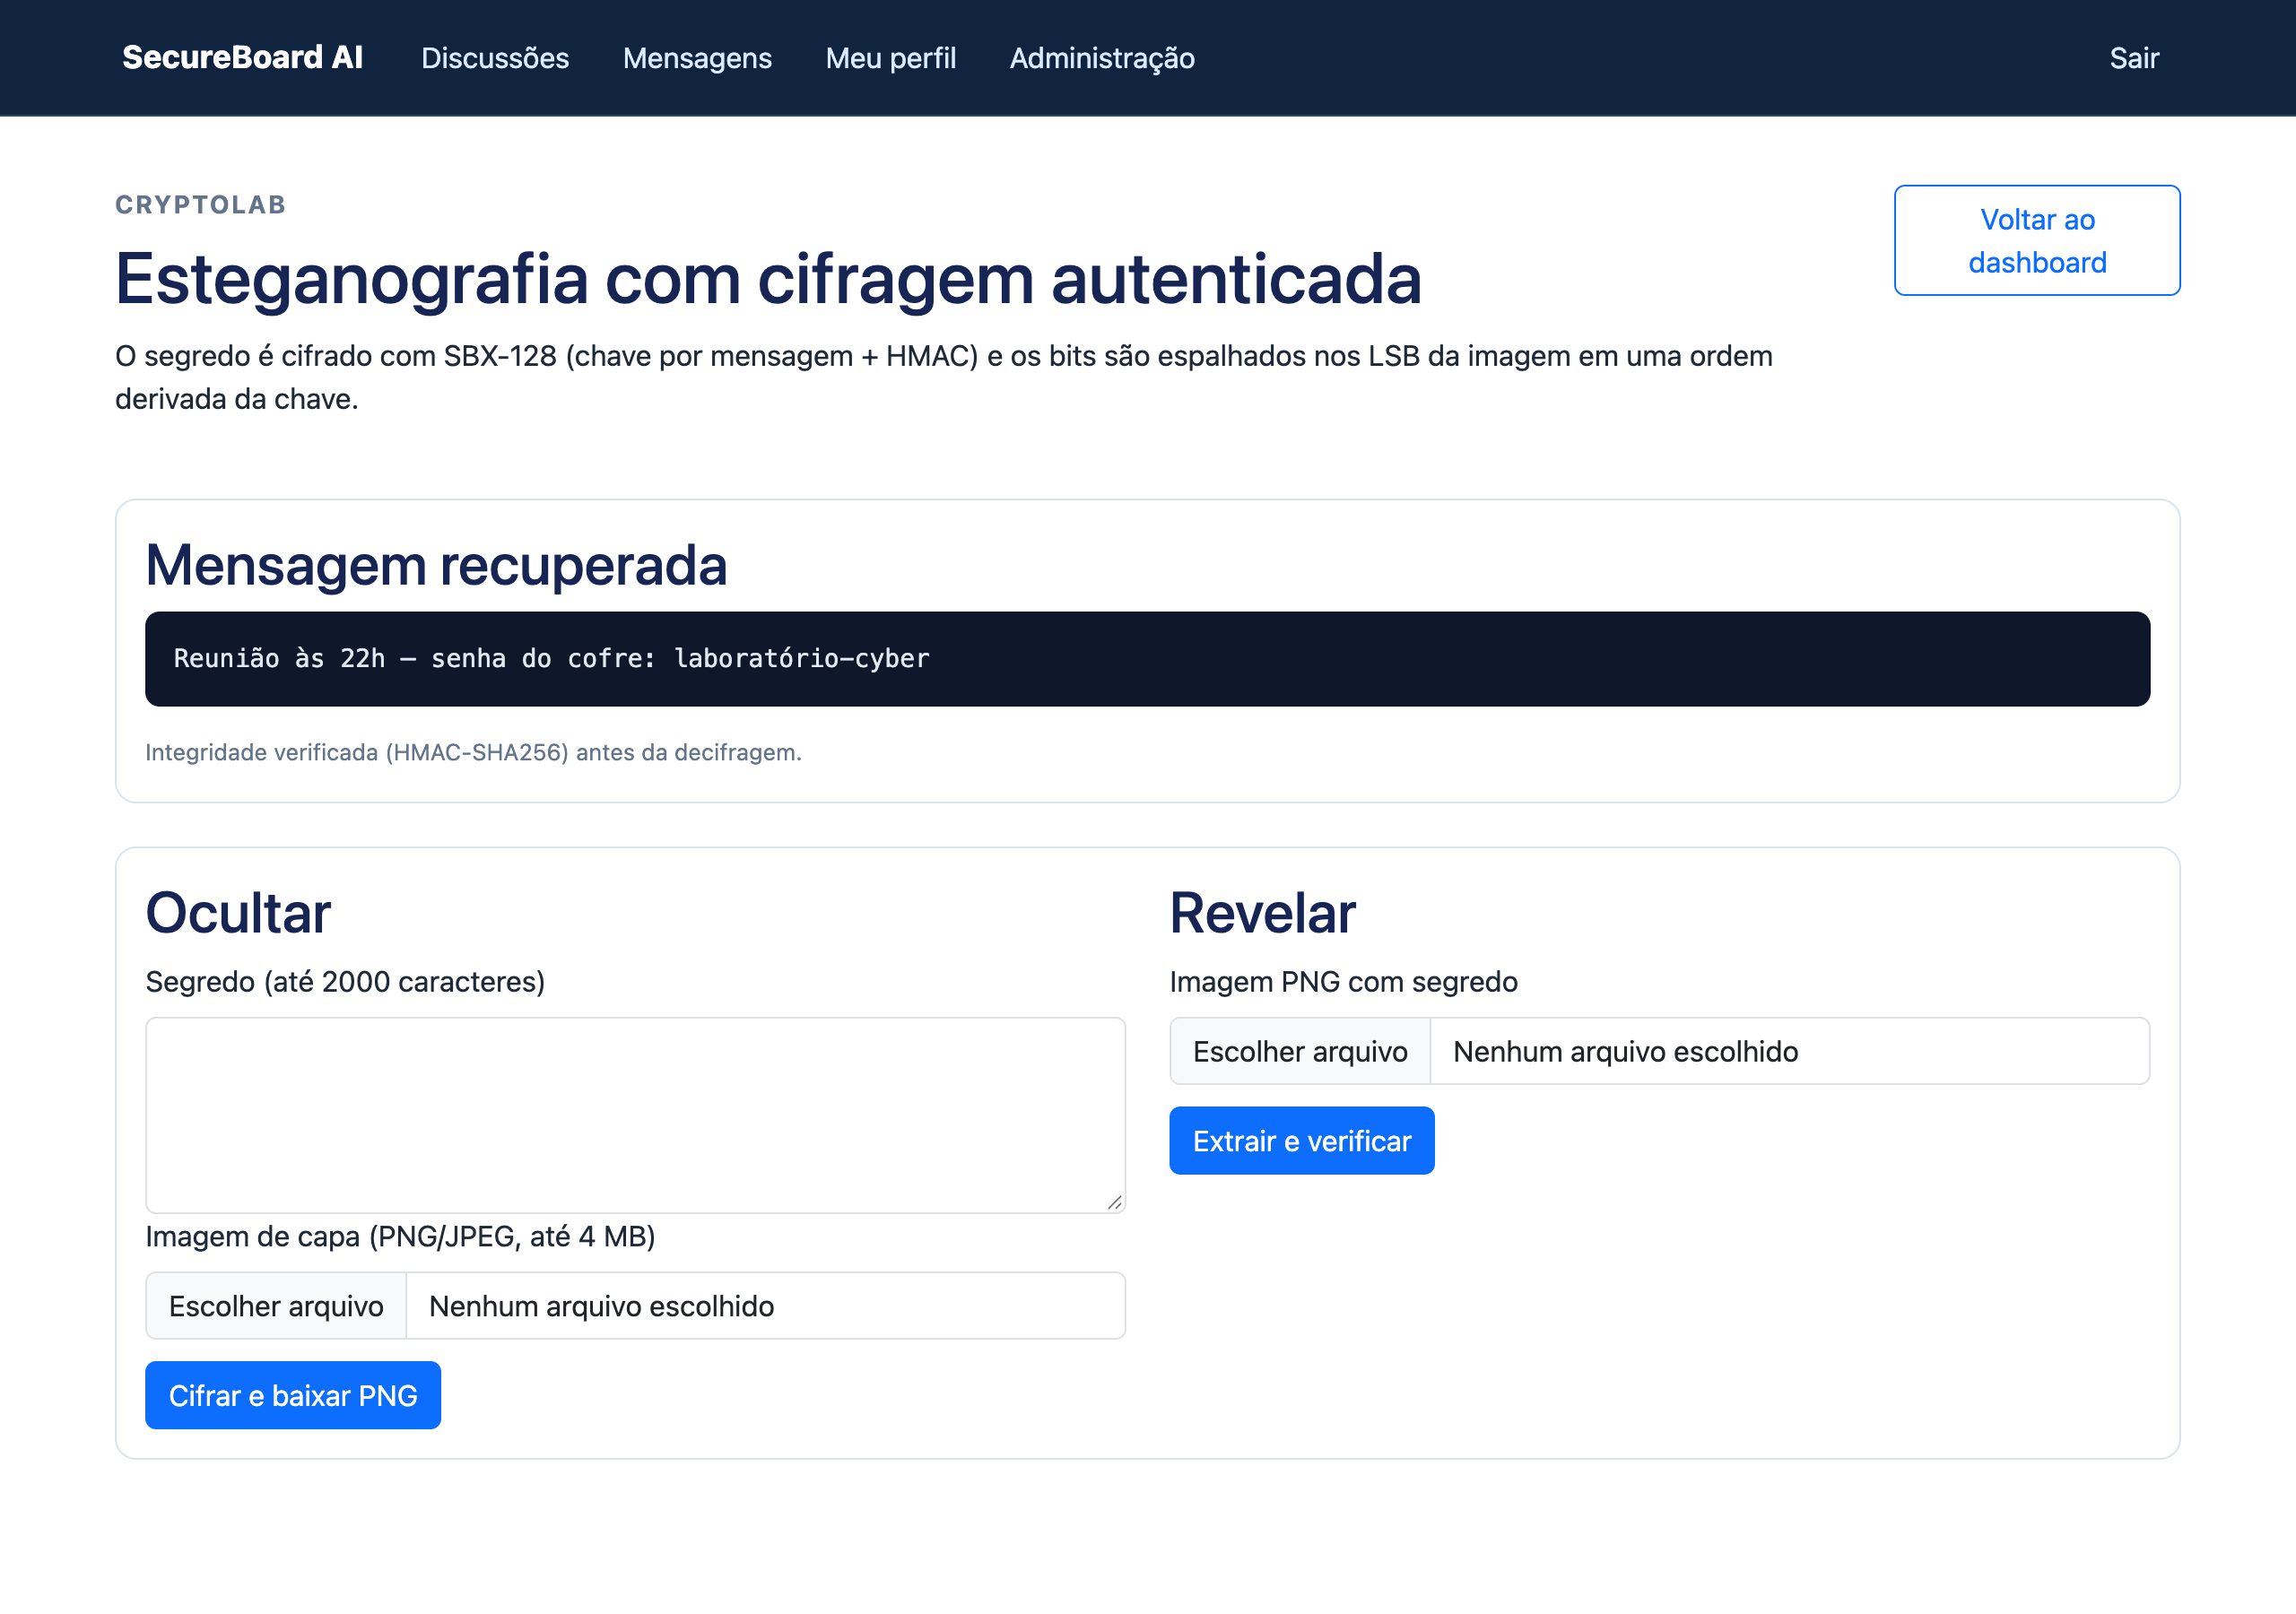 SecureBoard AI Discussões Mensagens Meu perfil Administração Sair
CRYPTOLAB
Esteganografia com cifragem autenticada
O segredo é cifrado com SBX-128 (chave por mensagem + HMAC) e os bits são espalhados nos LSB da imagem em uma ordem
derivada da chave.
Voltar ao
dashboard
Mensagem recuperada
Reunião às 22h — senha do cofre: laboratório-cyber
Integridade verificada (HMAC-SHA256) antes da decifragem.
Ocultar
Segredo (até 2000 caracteres)
Imagem de capa (PNG/JPEG, até 4 MB)
Escolher arquivo Nenhum arquivo escolhido
Cifrar e baixar PNG
Revelar
Imagem PNG com segredo
Escolher arquivo Nenhum arquivo escolhido
Extrair e verificar